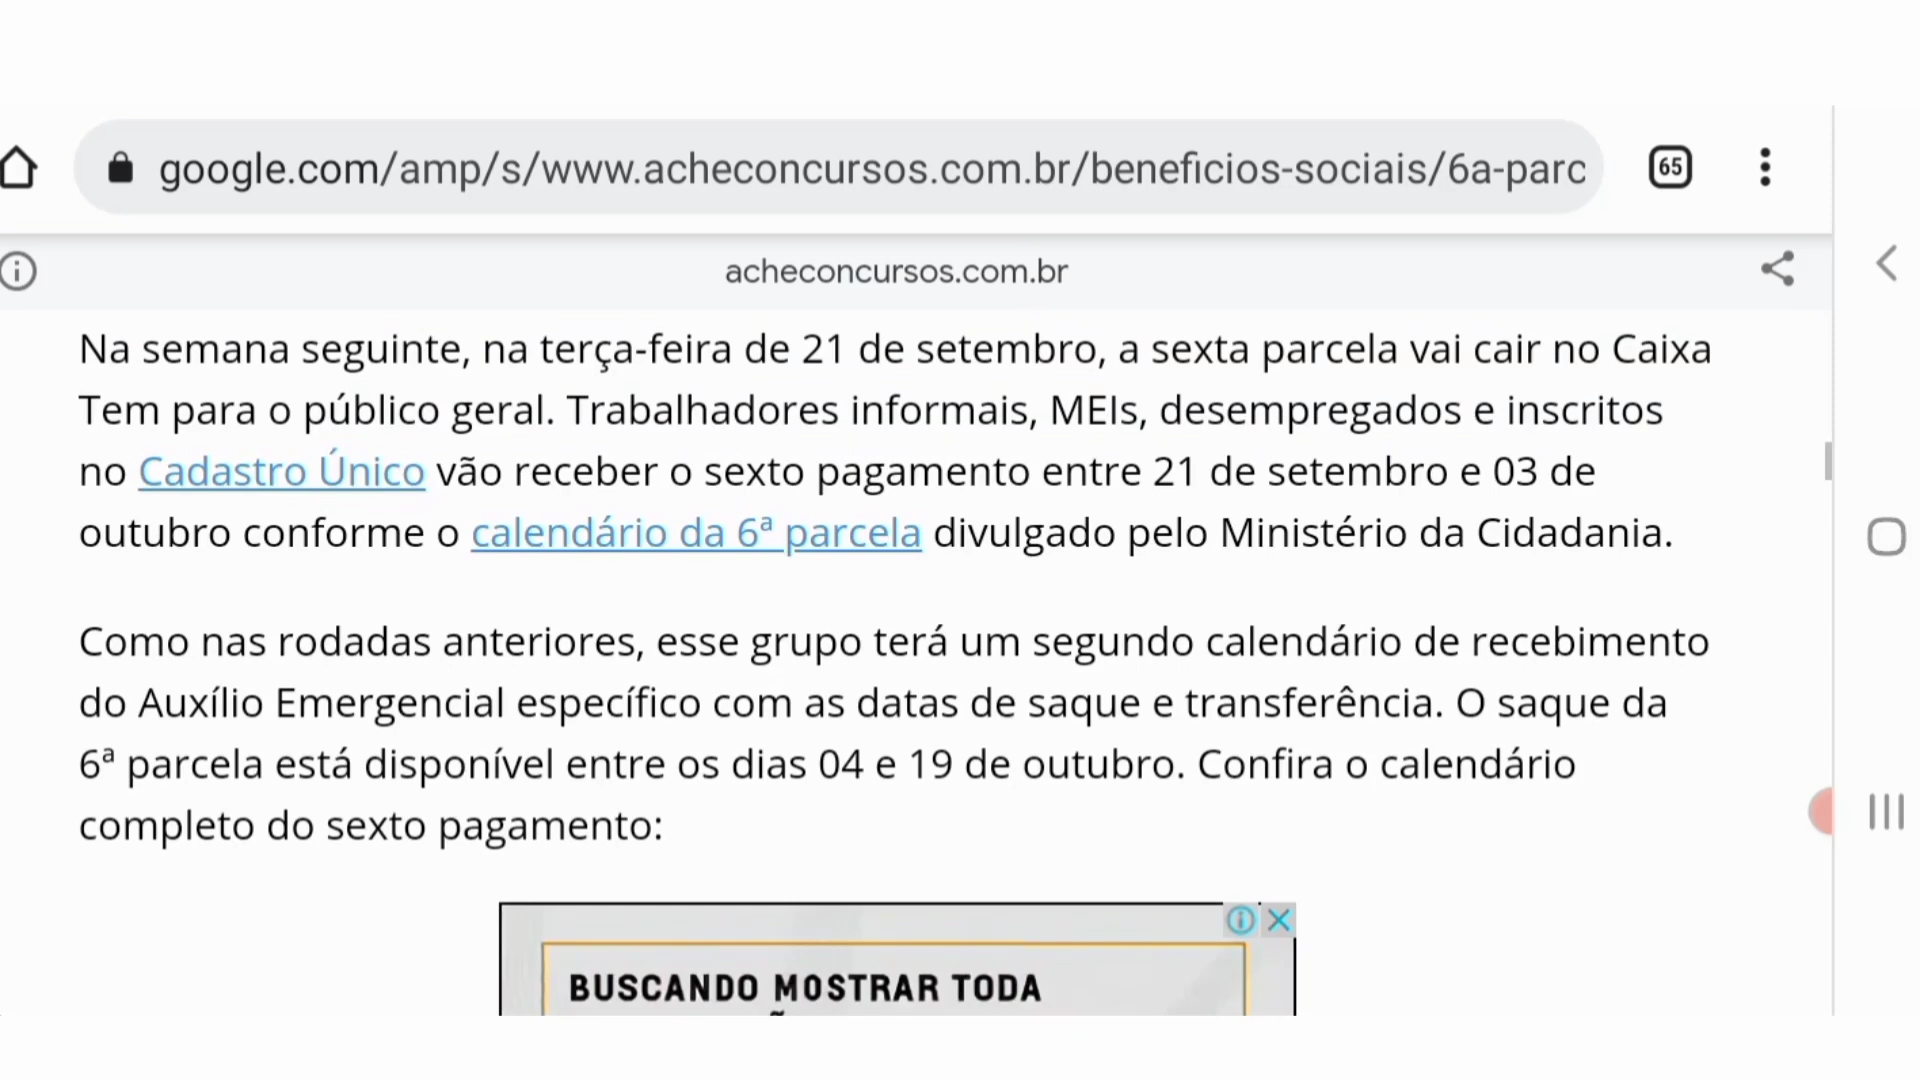 google.com/amp/s/www.acheconcursos.com.br/beneficios-sociais/6a-parc
65
acheconcursos.com.br
Na semana seguinte, na terça-feira de 21 de setembro, a sexta parcela vai cair no Caixa
Tem para o público geral. Trabalhadores informais, MEIs, desempregados e inscritos
no Cadastro Único vão receber o sexto pagamento entre 21 de setembro e 03 de
outubro conforme o calendário da 6ª parcela divulgado pelo Ministério da Cidadania.
Como nas rodadas anteriores, esse grupo terá um segundo calendário de recebimento
do Auxílio Emergencial específico com as datas de saque e transferência. O saque da
6ª parcela está disponível entre os dias 04 e 19 de outubro. Confira o calendário
completo do sexto pagamento:
BUSCANDO MOSTRAR TODA